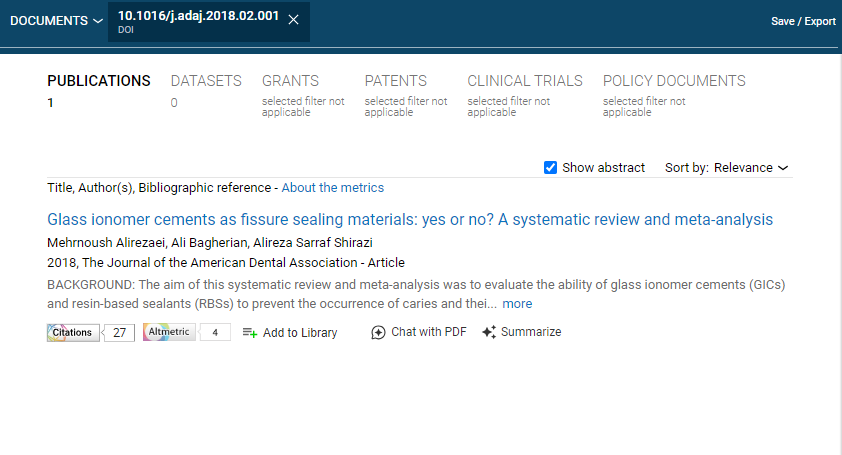 DOCUMENTS
10.1016/j.adaj.2018.02.001
DOI
Save / Export
PUBLICATIONS
1
DATASETS
0
GRANTS
selected filter not
applicable
PATENTS
selected filter not
applicable
CLINICAL TRIALS
selected filter not
applicable
POLICY DOCUMENTS
selected filter not
applicable
Show abstract
Sort by: Relevance
Title, Author(s), Bibliographic reference - About the metrics
Glass ionomer cements as fissure sealing materials: yes or no? A systematic review and meta-analysis
Mehrnoush Alirezaei, Ali Bagherian, Alireza Sarraf Shirazi
2018, The Journal of the American Dental Association - Article
BACKGROUND: The aim of this systematic review and meta-analysis was to evaluate the ability of glass ionomer cements (GICs)
and resin-based sealants (RBSs) to prevent the occurrence of caries and thei... more
Citations 27 Altmetric 4 Add to Library Chat with PDF Summarize